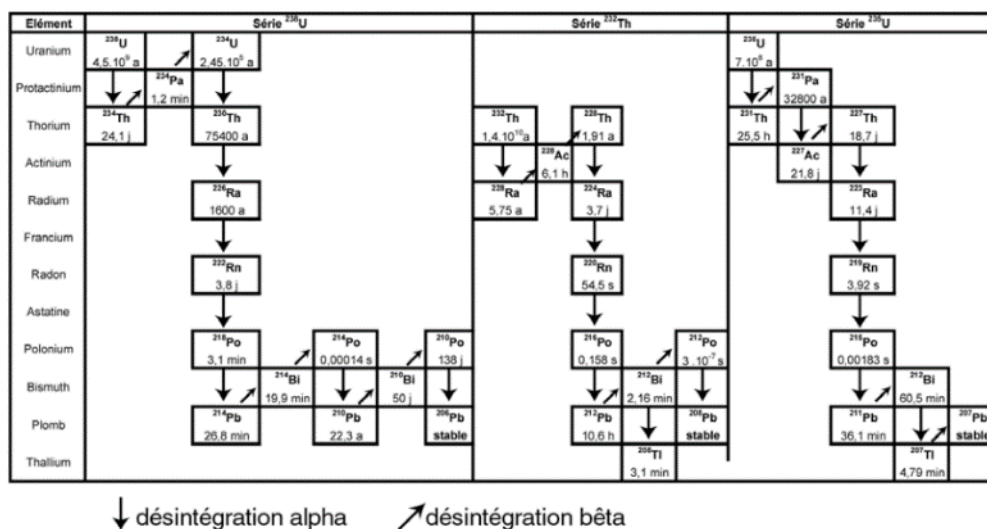 Elément Série ²³⁸U Série ²³²Th Série ²³⁵U
²³⁸U ²³⁴U ²³⁵U
Uranium
4,5.10⁹ a 2,45.10⁵ a 7.10⁸ a
²³⁴Pa ²³¹Pa
Protactinium
1,2 min 32800 a
²³⁴Th ²³⁰Th ²³²Th ²²⁸Th ²³¹Th ²²⁷Th
Thorium
24,1 j 75400 a 1,4.10¹⁰a 1,91 a 25,5 h 18,7 j
²²⁸Ac ²²⁷Ac
Actinium
6,1 h 21,8 j
²²⁶Ra ²²⁸Ra ²²⁴Ra ²²³Ra
Radium
1600 a 5,75 a 3,7 j 11,4 j
Francium
²²²Rn ²²⁰Rn ²¹⁹Rn
Radon
3,8 j 54,5 s 3,92 s
Astatine
²¹⁸Po ²¹⁴Po ²¹⁰Po ²¹⁶Po ²¹²Po ²¹⁵Po
Polonium
3,1 min 0,00014 s 138 j 0,158 s 3 .10⁻⁷ s 0,00183 s
²¹⁴Bi ²¹⁰Bi ²¹²Bi ²¹²Bi
Bismuth
19,9 min 50 j 2,16 min 60,5 min
²¹⁴Pb ²¹⁰Pb ²⁰⁶Pb ²¹²Pb ²⁰⁸Pb ²¹¹Pb ²⁰⁷Pb
Plomb
26,8 min 22,3 a stable 10,6 h stable 36,1 min stable
²⁰⁸Tl ²⁰⁷Tl
Thallium
3,1 min 4,79 min
désintégration alpha désintégration bêta